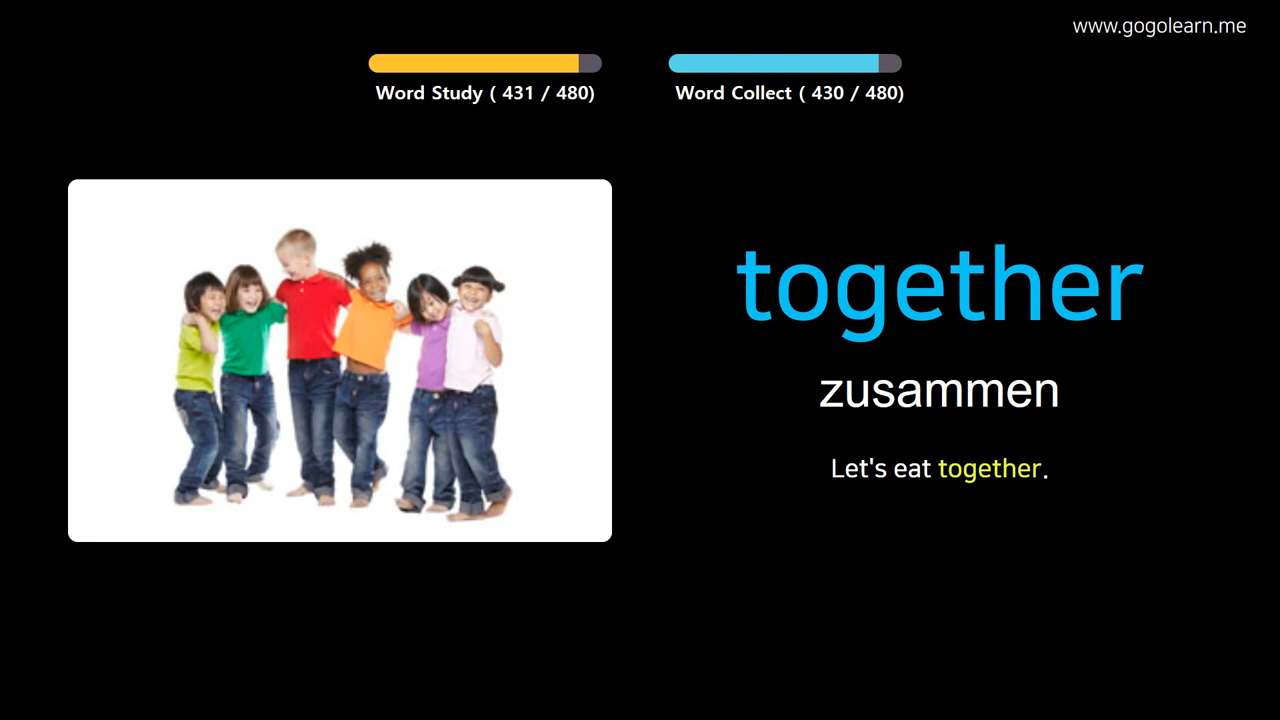 www.gogolearn.me
Word Study ( 431 / 480)
Word Collect ( 430 / 480)
together
zusammen
Let's eat together.